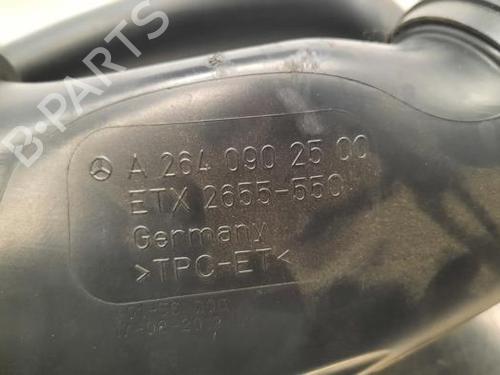 B-PARTS
A 264 090 25 00
ETX 2655-550
Germany
>TPC-ET<